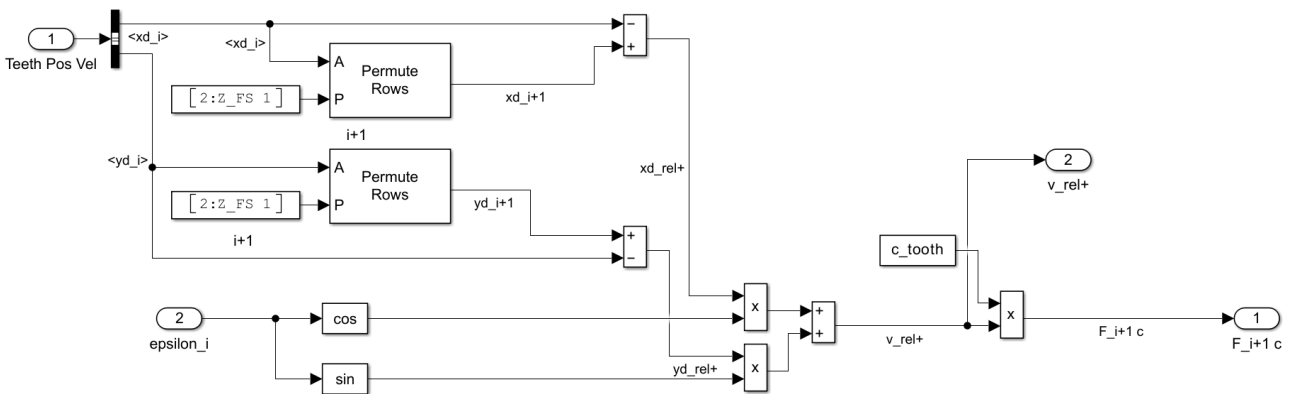 1
Teeth Pos Vel
<xd_i>
<xd_i>
A
P
Permute
Rows
[ 2:Z_FS 1 ]
i+1
xd_i+1
−
+
<yd_i>
A
P
Permute
Rows
[ 2:Z_FS 1 ]
i+1
yd_i+1
+
−
xd_rel+
2
v_rel+
c_tooth
2
epsilon_i
cos
sin
x
x
yd_rel+
+
+
v_rel+
x
F_i+1 c
1
F_i+1 c